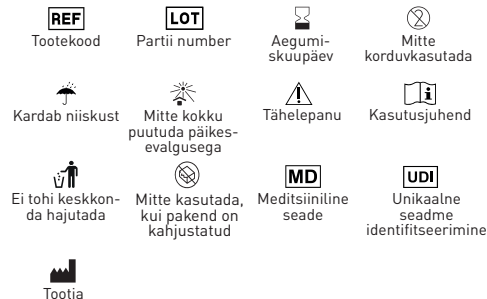 REF
LOT
Tootekood
Partii number
Aegumi-
skuupäev
Mitte
korduvkasutada
2
Kardab niiskust
Mitte kokku
puutuda päikes-
evalgusega
Tähelepanu
Kasutusjuhend
Ei tohi keskkon-
da hajutada
Mitte kasutada,
kui pakend on
kahjustatud
MD
Meditsiiniline
seade
UDI
Unikaalne
seadme
identifitseerimine
Tootja